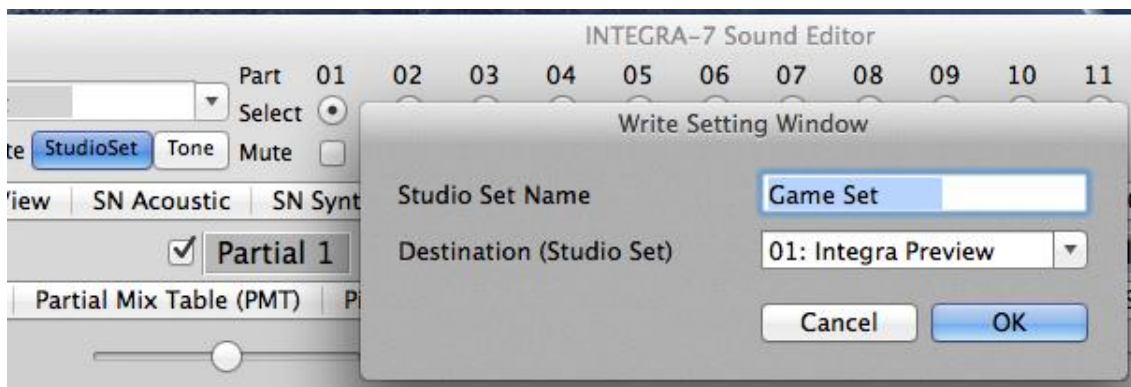 INTEGRA-7 Sound Editor
Part 01 02 03 04 05 06 07 08 09 10 11
Select
StudioSet Tone Mute
Write Setting Window
SN Acoustic SN Synt
Studio Set Name Game Set
Partial 1
Destination (Studio Set) 01: Integra Preview
Partial Mix Table (PMT)
Cancel OK